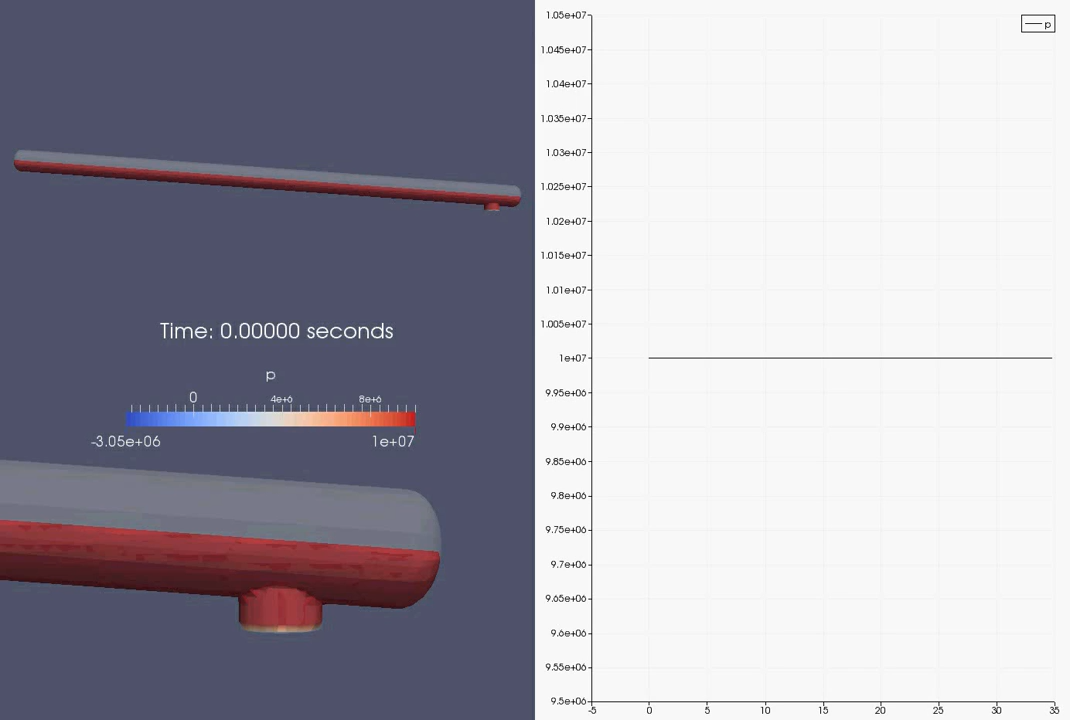 Time: 0.00000 seconds
p
0
4e+6
8e+6
-3.05e+06
1e+07
p
1.05e+07
1.045e+07
1.04e+07
1.035e+07
1.03e+07
1.025e+07
1.02e+07
1.015e+07
1.01e+07
1.005e+07
1e+07
9.95e+06
9.9e+06
9.85e+06
9.8e+06
9.75e+06
9.7e+06
9.65e+06
9.6e+06
9.55e+06
9.5e+06
-5
0
5
10
15
20
25
30
35